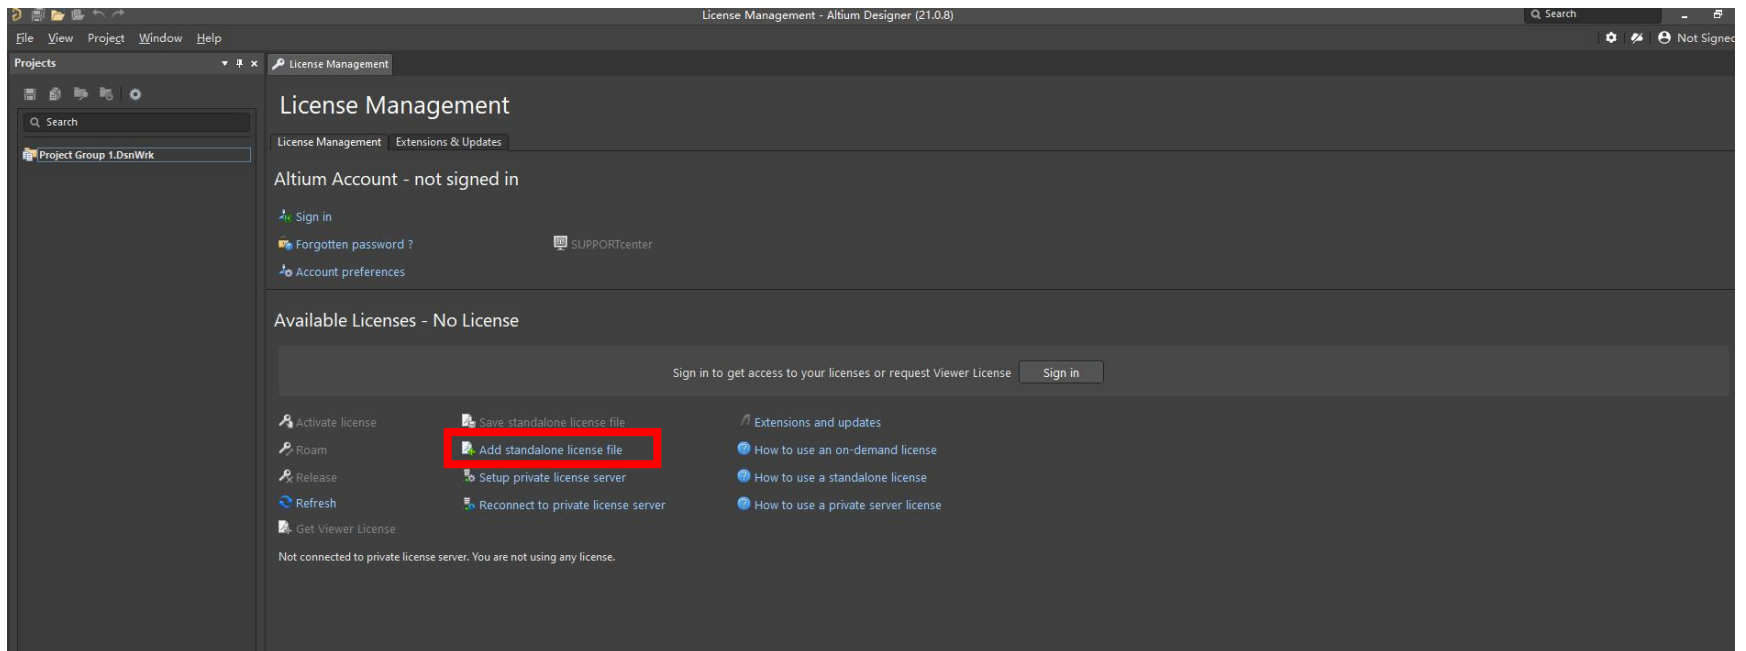 License Management - Altium Designer (21.0.8)
Search
File View Project Window Help
Not Signed
Projects
License Management
Search
License Management
License Management Extensions & Updates
Project Group 1.DsnWrk
Altium Account - not signed in
Sign in
Forgotten password ?
SUPPORTcenter
Account preferences
Available Licenses - No License
Sign in to get access to your licenses or request Viewer License
Sign in
Activate license
Save standalone license file
Extensions and updates
Roam
Add standalone license file
How to use an on-demand license
Release
Setup private license server
How to use a standalone license
Refresh
Reconnect to private license server
How to use a private server license
Get Viewer License
Not connected to private license server. You are not using any license.